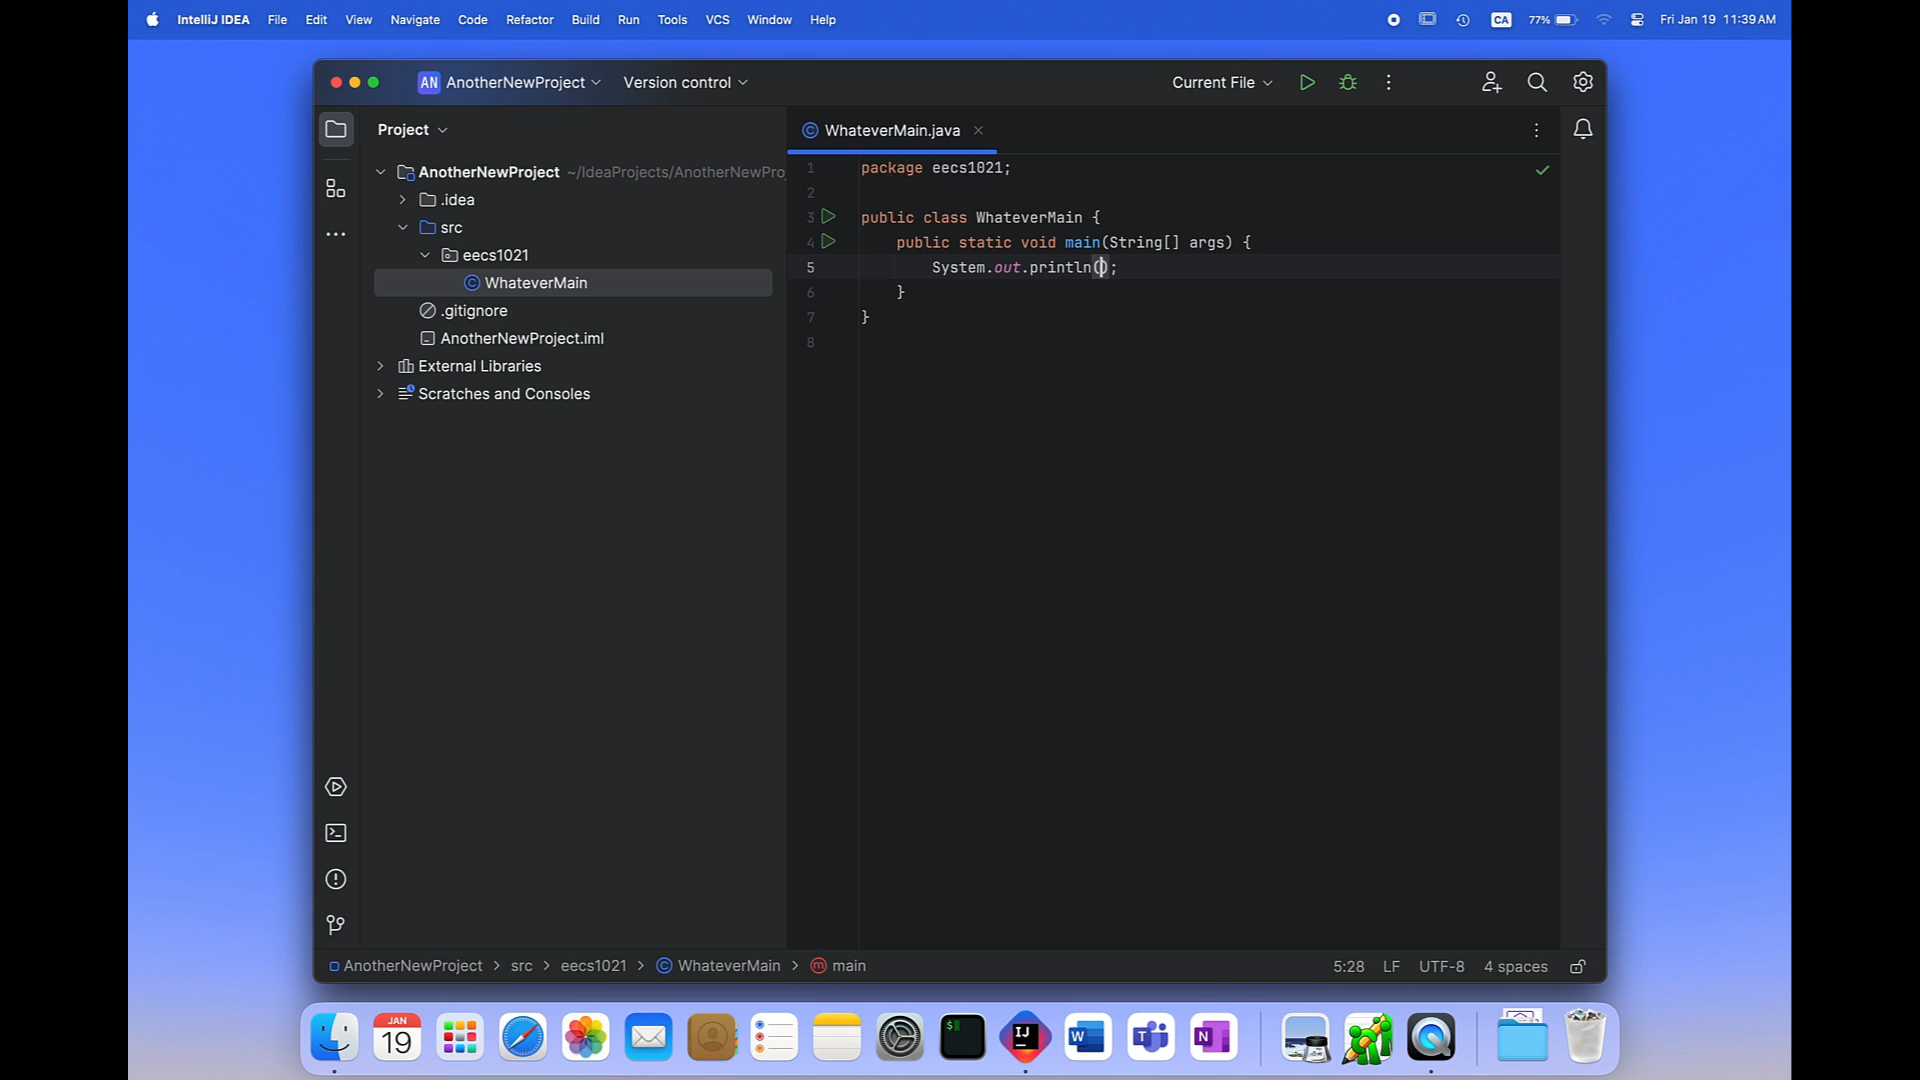 IntelliJ IDEA File Edit View Navigate Code Refactor Build Run Tools VCS Window Help CA 77% Fri Jan 19 11:39 AM
AN AnotherNewProject Version control Current File
Project
AnotherNewProject ~/IdeaProjects/AnotherNewPro
.idea
src
eecs1021
WhateverMain
.gitignore
AnotherNewProject.iml
External Libraries
Scratches and Consoles
WhateverMain.java
1 package eecs1021;
2
3 public class WhateverMain {
4 public static void main(String[] args) {
5 System.out.println();
6 }
7 }
8
AnotherNewProject > src > eecs1021 > WhateverMain > main 5:28 LF UTF-8 4 spaces
JAN
19
$
IJ
W
T
N